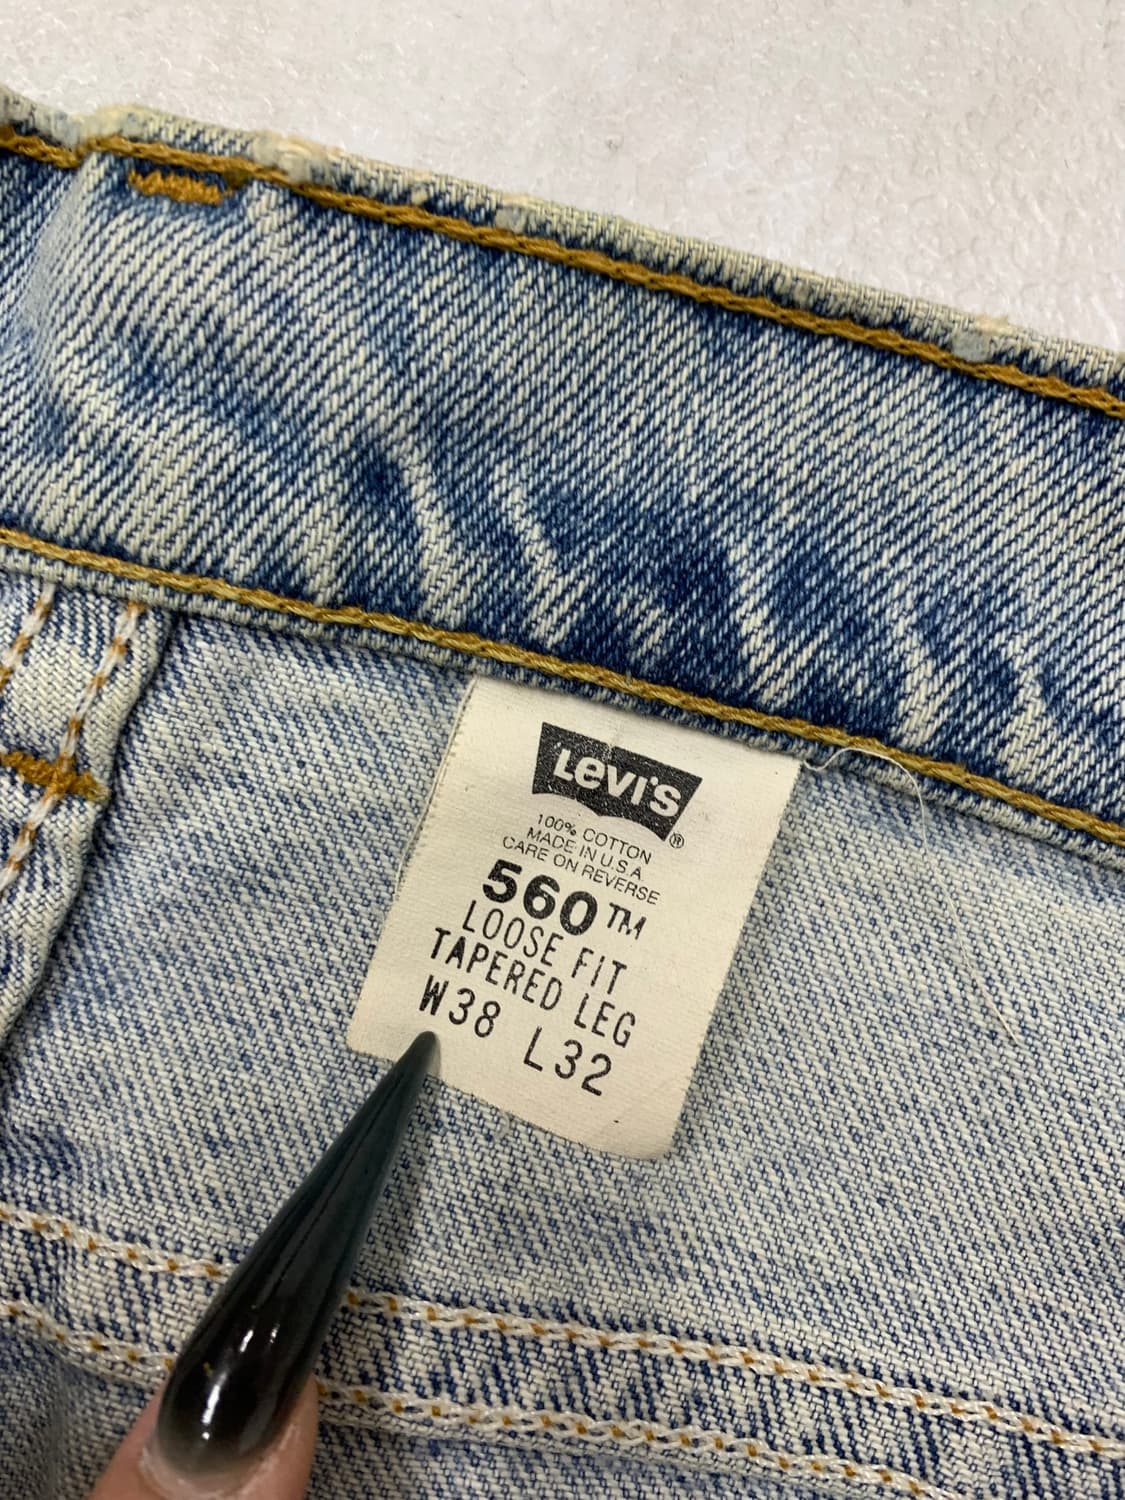 LEVI'S®
100% COTTON
MADE IN U.S.A
CARE ON REVERSE
560™
LOOSE FIT
TAPERED LEG
W38 L32